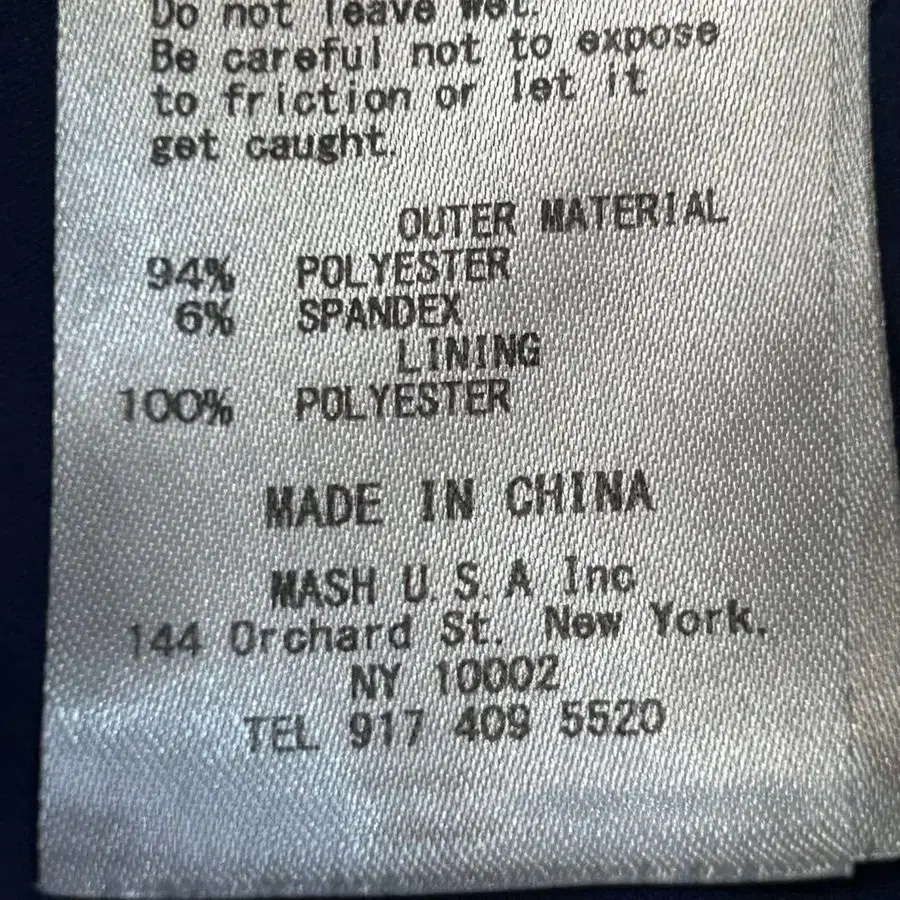 Do not leave wet.
Be careful not to expose
to friction or let it
get caught.
OUTER MATERIAL
94% POLYESTER
6% SPANDEX
LINING
100% POLYESTER
MADE IN CHINA
MASH U.S.A Inc
144 Orchard St. New York.
NY 10002
TEL 917 409 5520